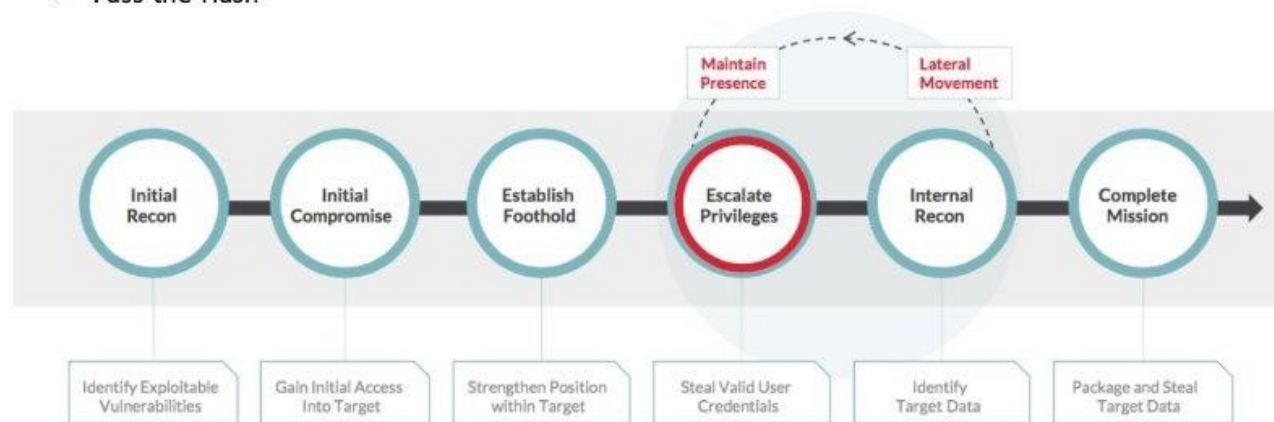 Maintain
Presence
Lateral
Movement
Initial
Recon
Initial
Compromise
Establish
Foothold
Escalate
Privileges
Internal
Recon
Complete
Mission
Identify Exploitable
Vulnerabilities
Gain Initial Access
Into Target
Strengthen Position
within Target
Steal Valid User
Credentials
Identify
Target Data
Package and Steal
Target Data